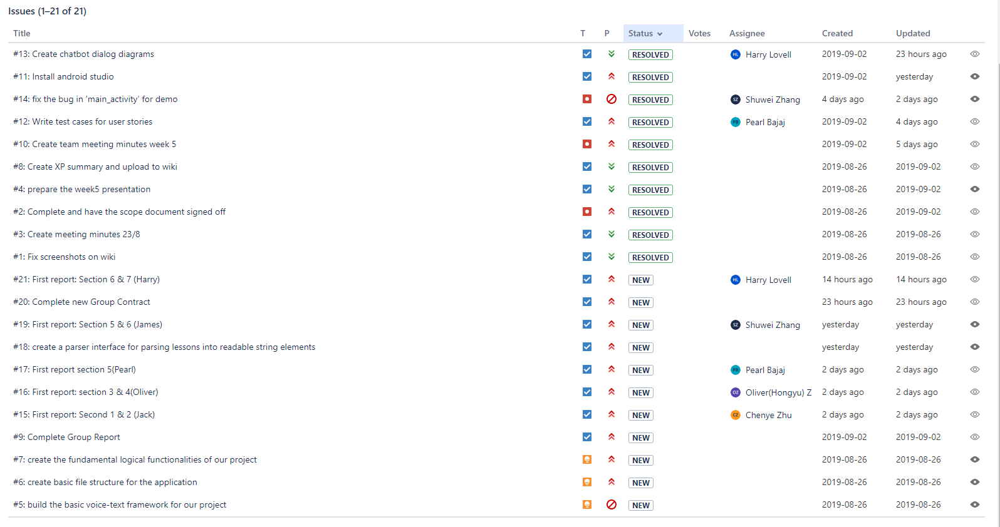 Issues (1–21 of 21)
Title T P Status Votes Assignee Created Updated
#13: Create chatbot dialog diagrams RESOLVED HL Harry Lovell 2019-09-02 23 hours ago
#11: Install android studio RESOLVED 2019-09-02 yesterday
#14: fix the bug in 'main_activity' for demo RESOLVED SZ Shuwei Zhang 4 days ago 2 days ago
#12: Write test cases for user stories RESOLVED PB Pearl Bajaj 2019-09-02 4 days ago
#10: Create team meeting minutes week 5 RESOLVED 2019-09-02 5 days ago
#8: Create XP summary and upload to wiki RESOLVED 2019-08-26 2019-09-02
#4: prepare the week5 presentation RESOLVED 2019-08-26 2019-09-02
#2: Complete and have the scope document signed off RESOLVED 2019-08-26 2019-09-02
#3: Create meeting minutes 23/8 RESOLVED 2019-08-26 2019-08-26
#1: Fix screenshots on wiki RESOLVED 2019-08-26 2019-08-26
#21: First report: Section 6 & 7 (Harry) NEW HL Harry Lovell 14 hours ago 14 hours ago
#20: Complete new Group Contract NEW 23 hours ago 23 hours ago
#19: First report: Section 5 & 6 (James) NEW SZ Shuwei Zhang yesterday yesterday
#18: create a parser interface for parsing lessons into readable string elements NEW yesterday yesterday
#17: First report section 5(Pearl) NEW PB Pearl Bajaj 2 days ago 2 days ago
#16: First report: section 3 & 4(Oliver) NEW OZ Oliver(Hongyu) Z 2 days ago 2 days ago
#15: First report: Second 1 & 2 (Jack) NEW CZ Chenye Zhu 2 days ago 2 days ago
#9: Complete Group Report NEW 2019-09-02 2019-09-02
#7: create the fundamental logical functionalities of our project NEW 2019-08-26 2019-08-26
#6: create basic file structure for the application NEW 2019-08-26 2019-08-26
#5: build the basic voice-text framework for our project NEW 2019-08-26 2019-08-26